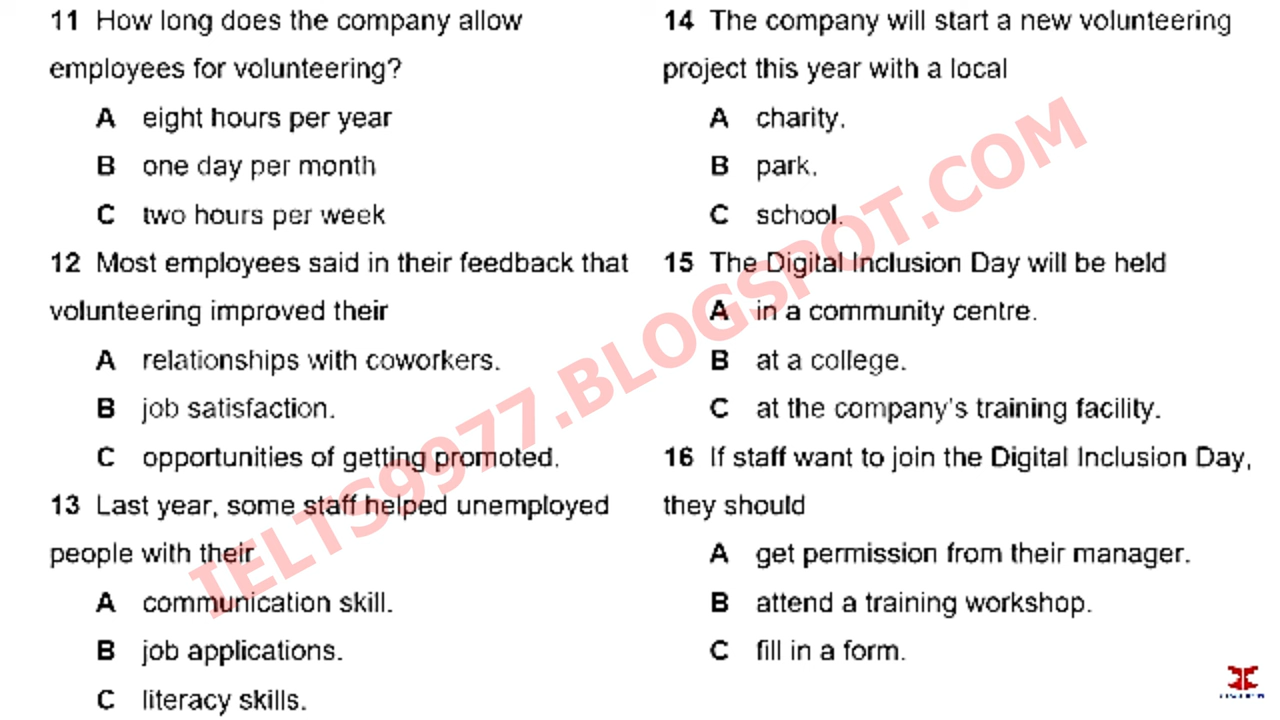 11 How long does the company allow
employees for volunteering?
A eight hours per year
B one day per month
C two hours per week
12 Most employees said in their feedback that
volunteering improved their
A relationships with coworkers.
B job satisfaction.
C opportunities of getting promoted.
13 Last year, some staff helped unemployed
people with their
A communication skill.
B job applications.
C literacy skills.
14 The company will start a new volunteering
project this year with a local
A charity.
B park.
C school.
15 The Digital Inclusion Day will be held
A in a community centre.
B at a college.
C at the company's training facility.
16 If staff want to join the Digital Inclusion Day,
they should
A get permission from their manager.
B attend a training workshop.
C fill in a form.
IELTS9977.BLOGSPOT.COM